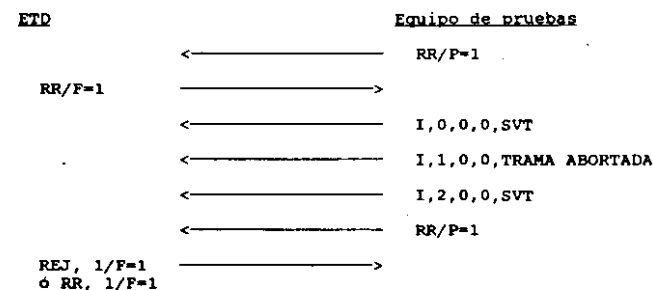 ETD Equipo de pruebas
RR/P=1
RR/F=1
I,0,0,0,SVT
I,1,0,0,TRAMA ABORTADA
I,2,0,0,SVT
RR/P=1
REJ, 1/F=1
ó RR, 1/F=1